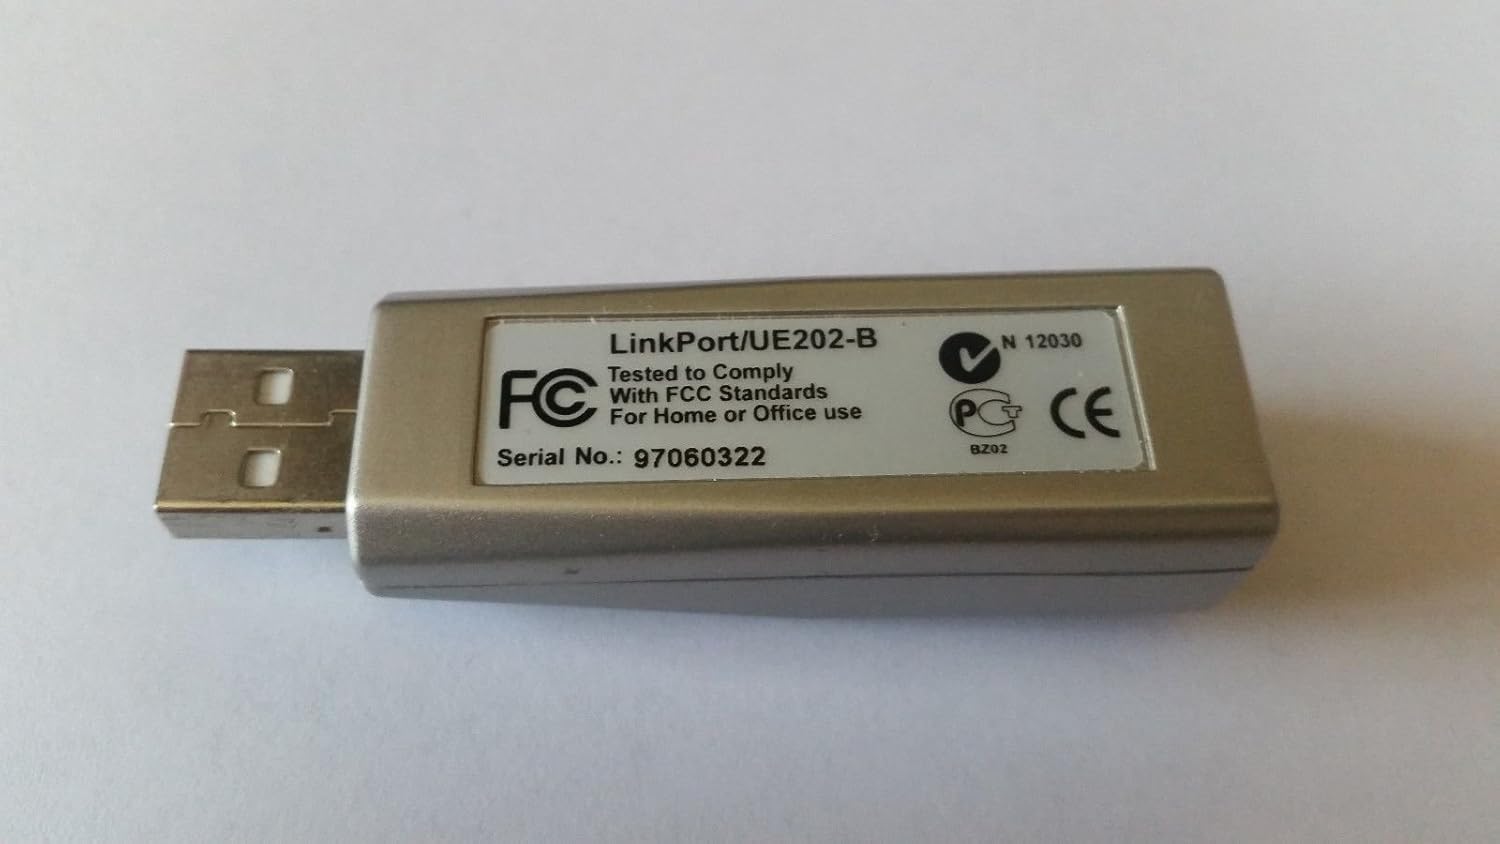 LinkPort/UE202-B
FC
Tested to Comply
With FCC Standards
For Home or Office use
Serial No.: 97060322
N 12030
PCT
BZ02
CE